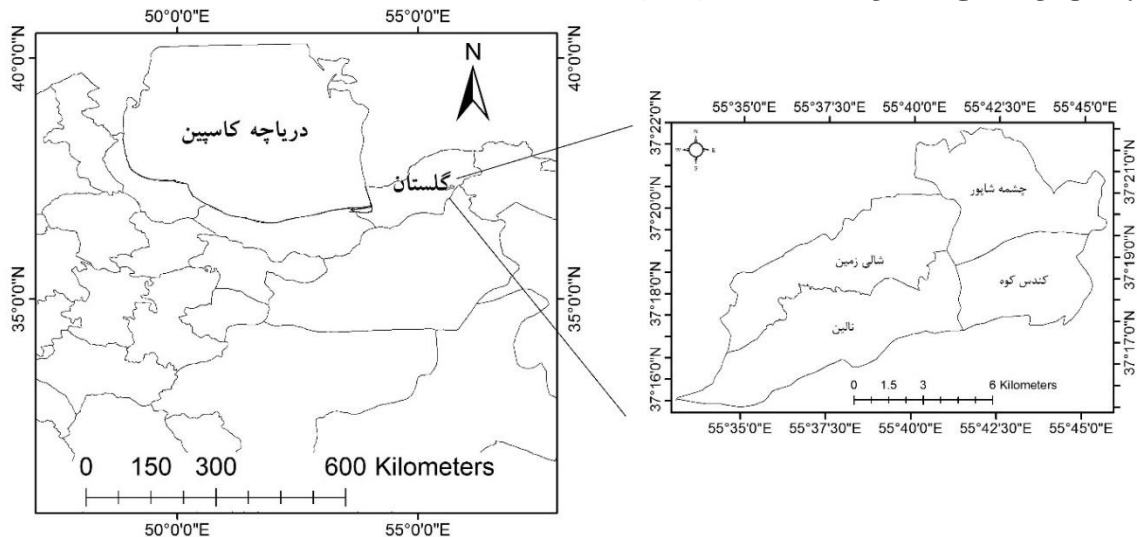 50°0'0"E 55°0'0"E
40°0'0"N 40°0'0"N
N
دریاچه کاسپین
گلستان
35°0'0"N 35°0'0"N
0 150 300 600 Kilometers
50°0'0"E 55°0'0"E
55°35'0"E 55°37'30"E 55°40'0"E 55°42'30"E 55°45'0"E
37°22'0"N
N
W E
S
37°21'0"N
چشمه شاپور
37°20'0"N
37°19'0"N
شالی زمین
کندس کوه
37°18'0"N
نالین
37°17'0"N
37°16'0"N
0 1.5 3 6 Kilometers
55°35'0"E 55°37'30"E 55°40'0"E 55°42'30"E 55°45'0"E